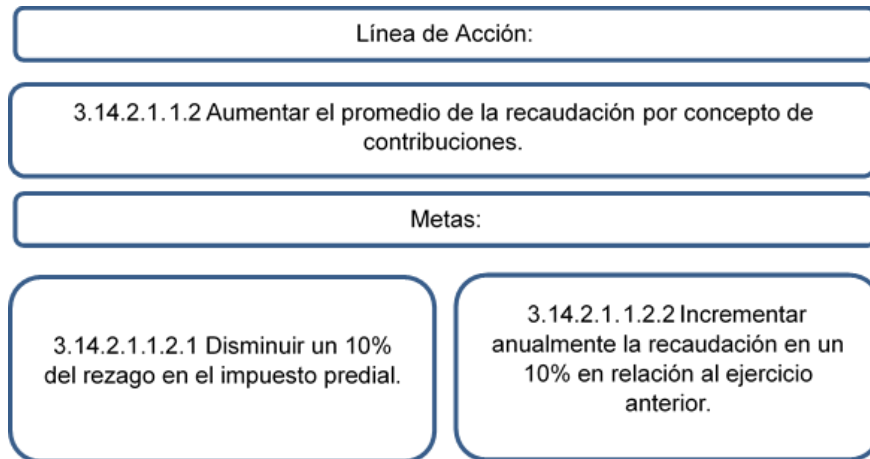 Línea de Acción:
3.14.2.1.1.2 Aumentar el promedio de la recaudación por concepto de
contribuciones.
Metas:
3.14.2.1.1.2.1 Disminuir un 10%
del rezago en el impuesto predial.
3.14.2.1.1.2.2 Incrementar
anualmente la recaudación en un
10% en relación al ejercicio
anterior.